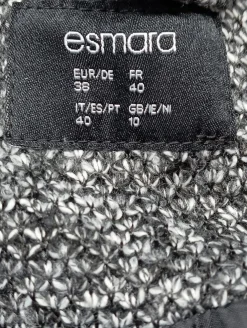 esmara
EUR/DE FR
38 40
IT/ES/PT GB/IE/NI
40 10